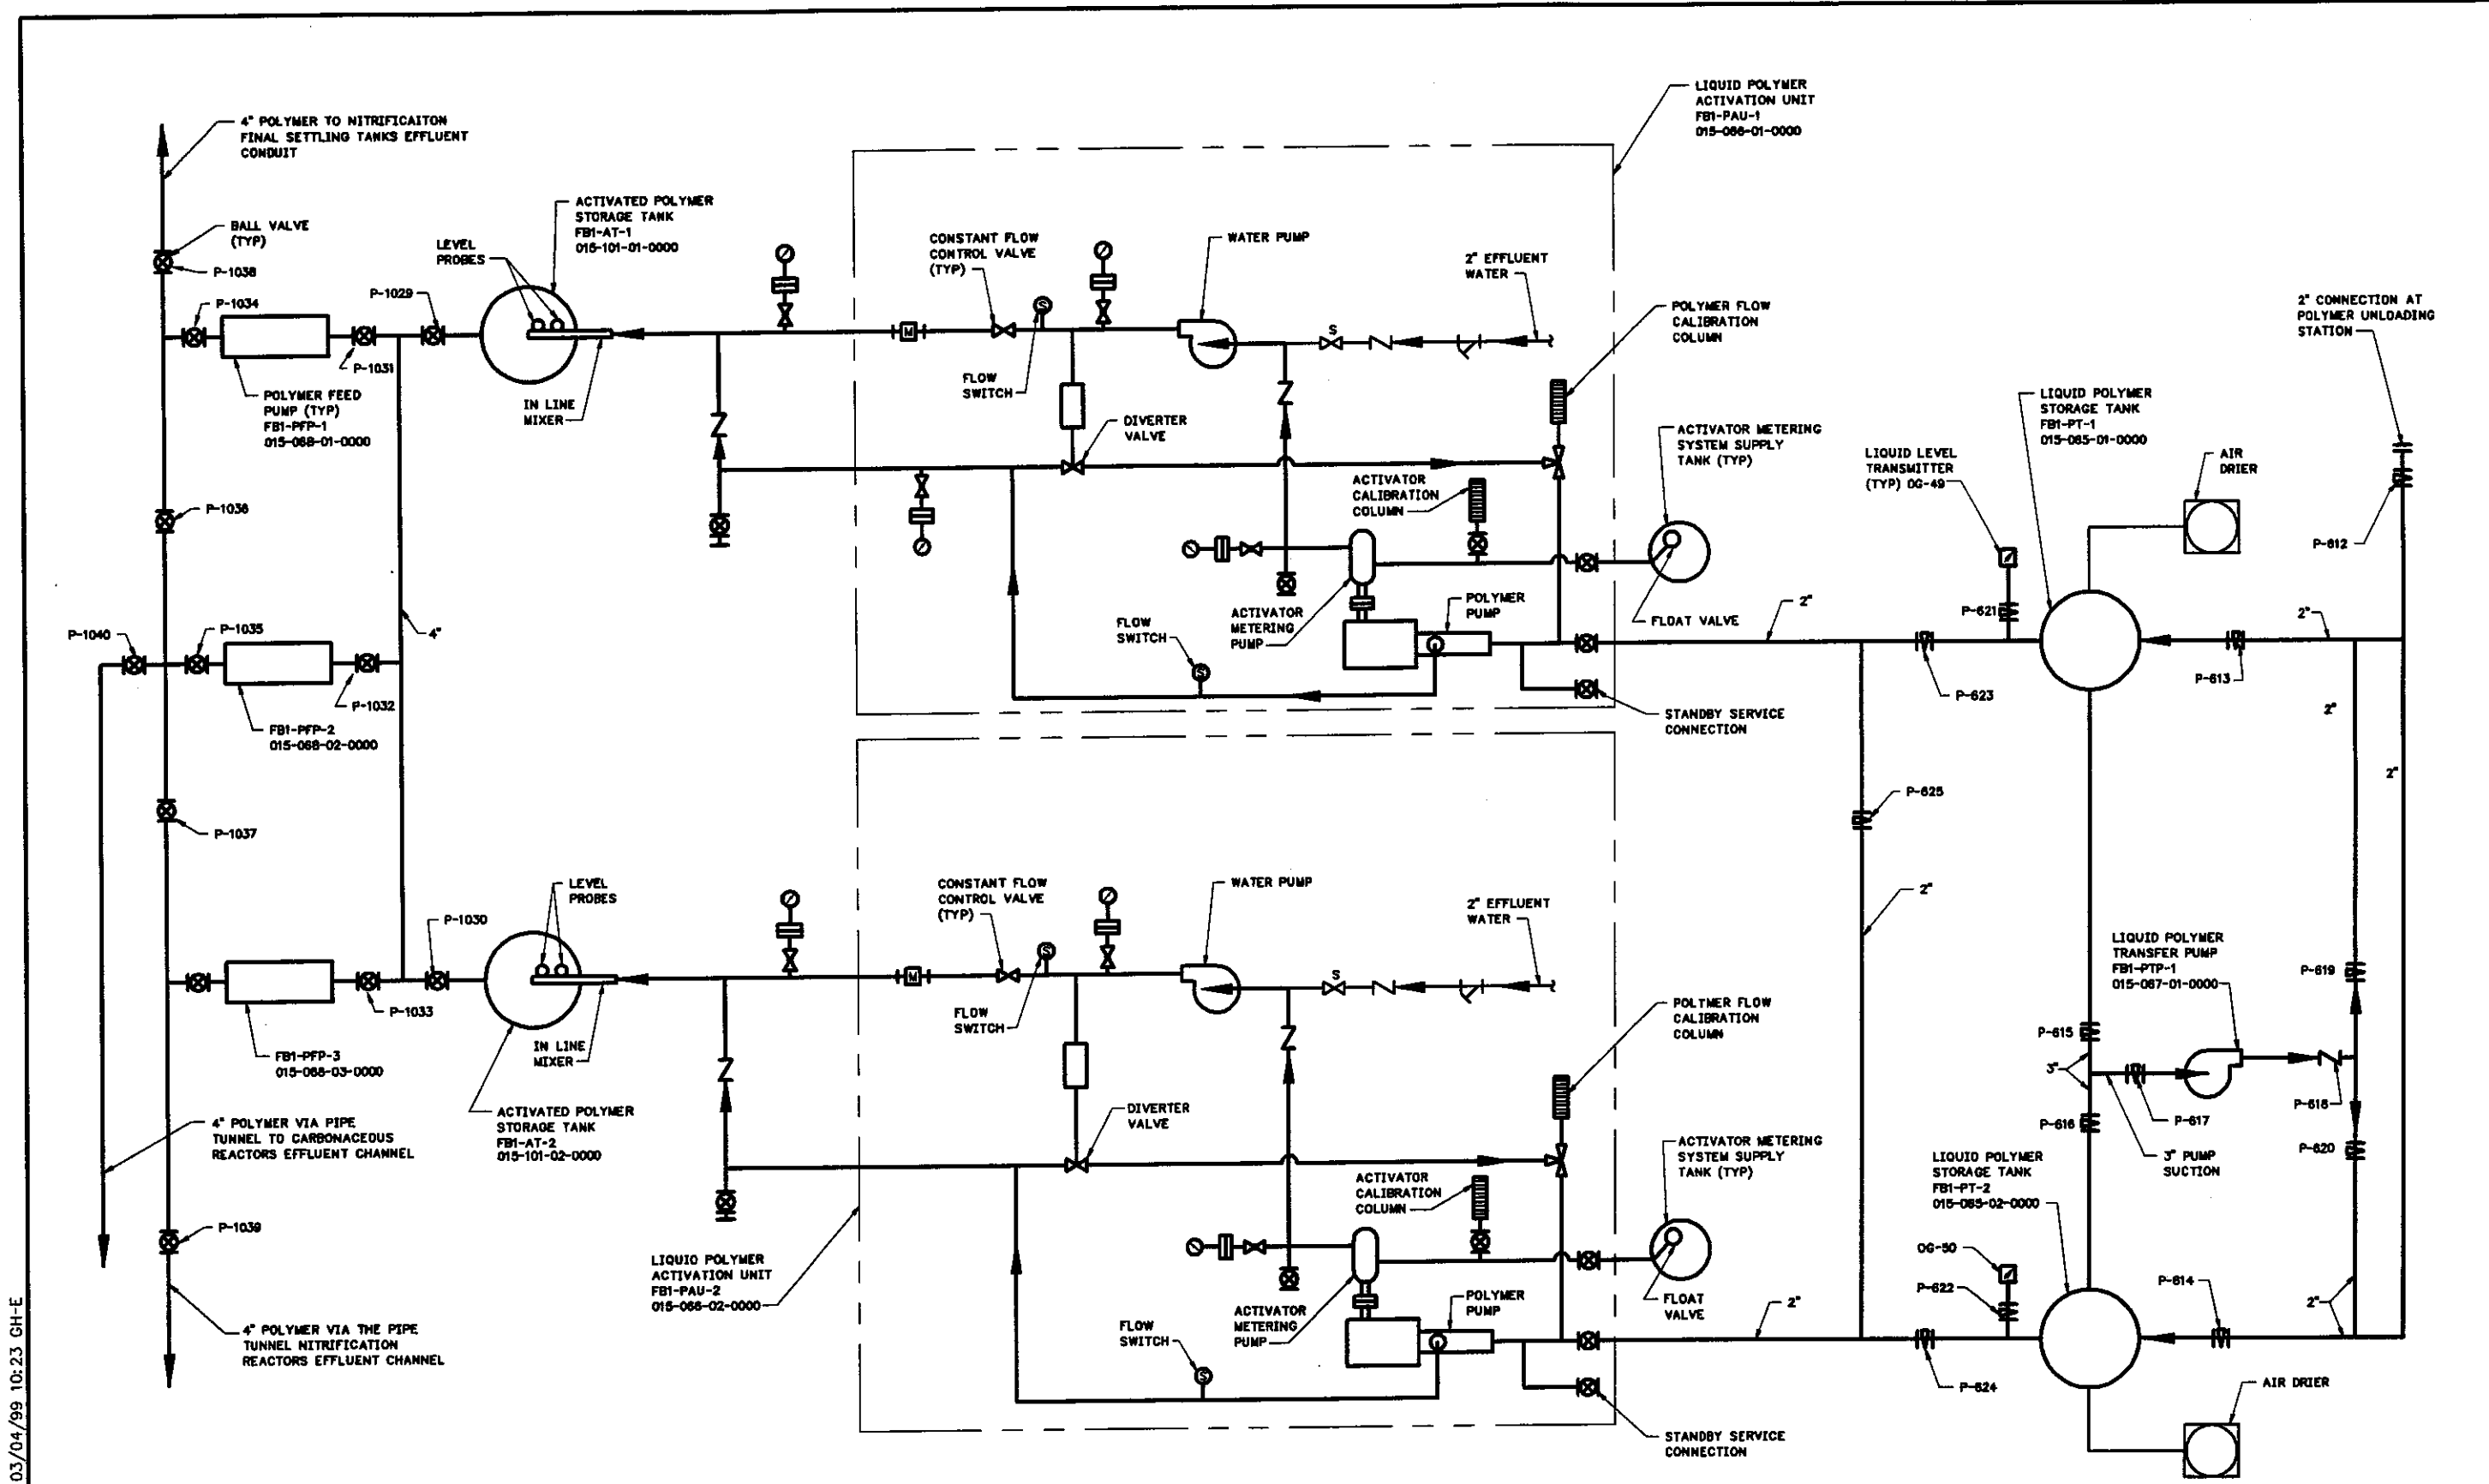 4" POLYMER TO NITRIFICAITON
FINAL SETTLING TANKS EFFLUENT
CONDUIT
BALL VALVE
(TYP)
P-1038
P-1034
P-1029
P-1031
POLYMER FEED
PUMP (TYP)
FB1-PFP-1
015-068-01-0000
LEVEL
PROBES
ACTIVATED POLYMER
STORAGE TANK
FB1-AT-1
015-101-01-0000
IN LINE
MIXER
CONSTANT FLOW
CONTROL VALVE
(TYP)
M
S
FLOW
SWITCH
WATER PUMP
S
2" EFFLUENT
WATER
LIQUID POLYMER
ACTIVATION UNIT
FB1-PAU-1
015-066-01-0000
POLYMER FLOW
CALIBRATION
COLUMN
DIVERTER
VALVE
ACTIVATOR
CALIBRATION
COLUMN
ACTIVATOR METERING
SYSTEM SUPPLY
TANK (TYP)
FLOAT VALVE
ACTIVATOR
METERING
PUMP
POLYMER
PUMP
FLOW
SWITCH
S
STANDBY SERVICE
CONNECTION
2"
LIQUID LEVEL
TRANSMITTER
(TYP) OG-49
P-621
P-623
LIQUID POLYMER
STORAGE TANK
FB1-PT-1
015-065-01-0000
AIR
DRIER
2" CONNECTION AT
POLYMER UNLOADING
STATION
P-612
2"
P-613
2"
2"
P-1036
P-1040
P-1035
4"
P-1032
FB1-PFP-2
015-068-02-0000
P-1037
P-1030
P-1033
FB1-PFP-3
015-068-03-0000
LEVEL
PROBES
IN LINE
MIXER
ACTIVATED POLYMER
STORAGE TANK
FB1-AT-2
015-101-02-0000
4" POLYMER VIA PIPE
TUNNEL TO CARBONACEOUS
REACTORS EFFLUENT CHANNEL
P-1039
4" POLYMER VIA THE PIPE
TUNNEL NITRIFICATION
REACTORS EFFLUENT CHANNEL
CONSTANT FLOW
CONTROL VALVE
(TYP)
M
S
FLOW
SWITCH
WATER PUMP
S
2" EFFLUENT
WATER
POLYMER FLOW
CALIBRATION
COLUMN
DIVERTER
VALVE
ACTIVATOR
CALIBRATION
COLUMN
ACTIVATOR METERING
SYSTEM SUPPLY
TANK (TYP)
LIQUID POLYMER
ACTIVATION UNIT
FB1-PAU-2
015-066-02-0000
FLOAT
VALVE
ACTIVATOR
METERING
PUMP
POLYMER
PUMP
FLOW
SWITCH
S
STANDBY SERVICE
CONNECTION
2"
P-625
2"
LIQUID POLYMER
TRANSFER PUMP
FB1-PTP-1
015-067-01-0000
P-615
3"
P-616
P-617
3" PUMP
SUCTION
P-619
P-618
P-620
LIQUID POLYMER
STORAGE TANK
FB1-PT-2
015-065-02-0000
OG-50
P-622
P-614
2"
P-624
AIR DRIER
03/04/99 10:23 GH-E